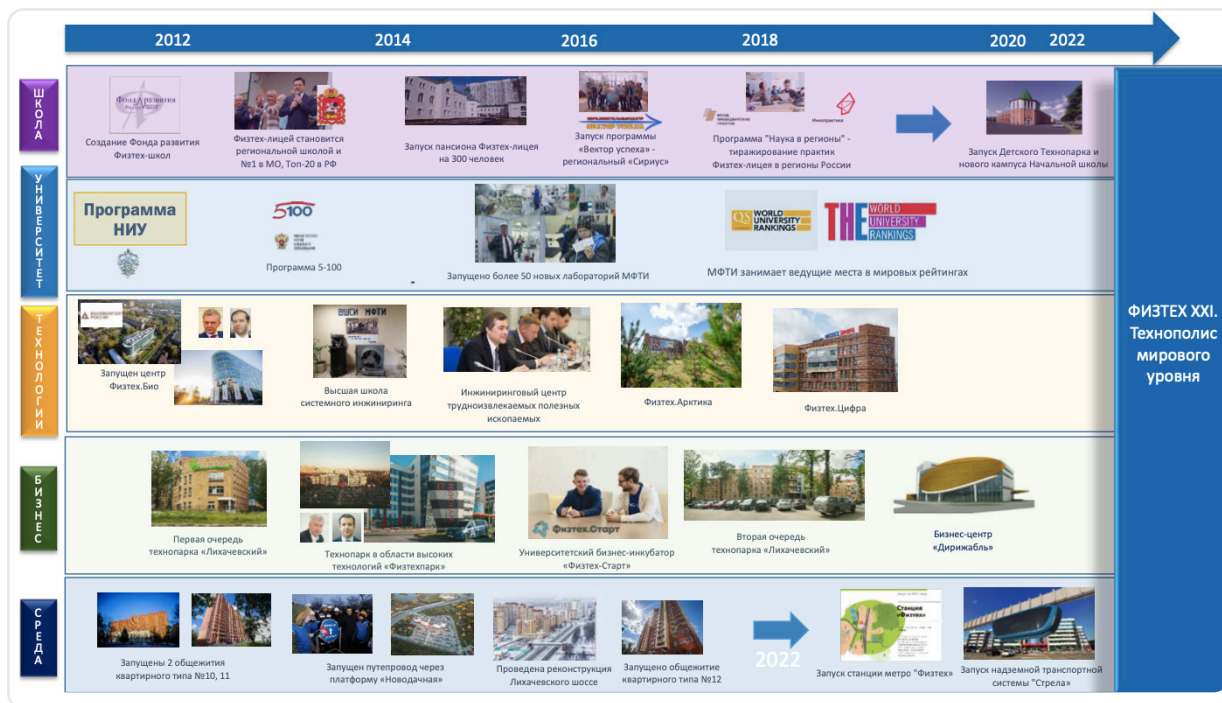 2012
2014
2016
2018
2020
2022
ШКОЛА
Фонд развития
Создание Фонда развития
Физтех-школ
Физтех-лицей становится
региональной школой и
№1 в МО, Топ-20 в РФ
Запуск пансиона Физтех-лицея
на 300 человек
Запуск программы
«Вектор успеха» -
региональный «Сириус»
Иннопрактика
Программа "Наука в регионы" -
тиражирование практик
Физтех-лицея в регионы России
Запуск Детского Технопарка и
нового кампуса Начальной школы
УНИВЕРСИТЕТ
Программа
НИУ
5100
Программа 5-100
Запущено более 50 новых лабораторий МФТИ
QS WORLD
UNIVERSITY
RANKINGS
THE WORLD
UNIVERSITY
RANKINGS
МФТИ занимает ведущие места в мировых рейтингах
ТЕХНОЛОГИИ
Запущен центр
Физтех.Био
ВШСИ МФТИ
Высшая школа
системного инжиниринга
Инжиниринговый центр
трудноизвлекаемых полезных
ископаемых
Физтех.Арктика
Физтех.Цифра
БИЗНЕС
Первая очередь
технопарка «Лихачевский»
Технопарк в области высоких
технологий «Физтехпарк»
Физтех.Старт
Университетский бизнес-инкубатор
«Физтех-Старт»
Вторая очередь
технопарка «Лихачевский»
Бизнес-центр
«Дирижабль»
СРЕДА
Запущены 2 общежития
квартирного типа №10, 11
Запущен путепровод через
платформу «Новодачная»
Проведена реконструкция
Лихачевского шоссе
Запущено общежитие
квартирного типа №12
2022
Станция
«Физтех»
Запуск станции метро "Физтех»
Запуск надземной транспортной
системы "Стрела»
ФИЗТЕХ XXI.
Технополис
мирового
уровня